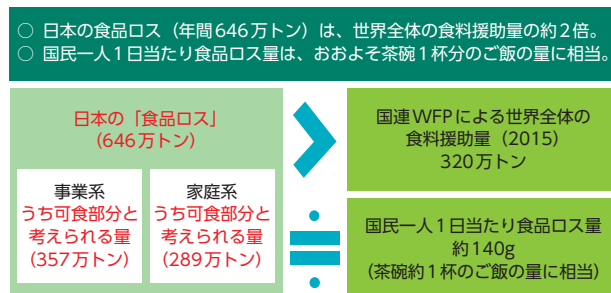 ○ 日本の食品ロス（年間646万トン）は、世界全体の食料援助量の約２倍。
○ 国民一人１日当たり食品ロス量は、おおよそ茶碗１杯分のご飯の量に相当。
日本の「食品ロス」
（646万トン）
事業系
うち可食部分と
考えられる量
（357万トン）
家庭系
うち可食部分と
考えられる量
（289万トン）
国連WFPによる世界全体の
食料援助量（2015）
320万トン
国民一人１日当たり食品ロス量
約140g
（茶碗約１杯のご飯の量に相当）